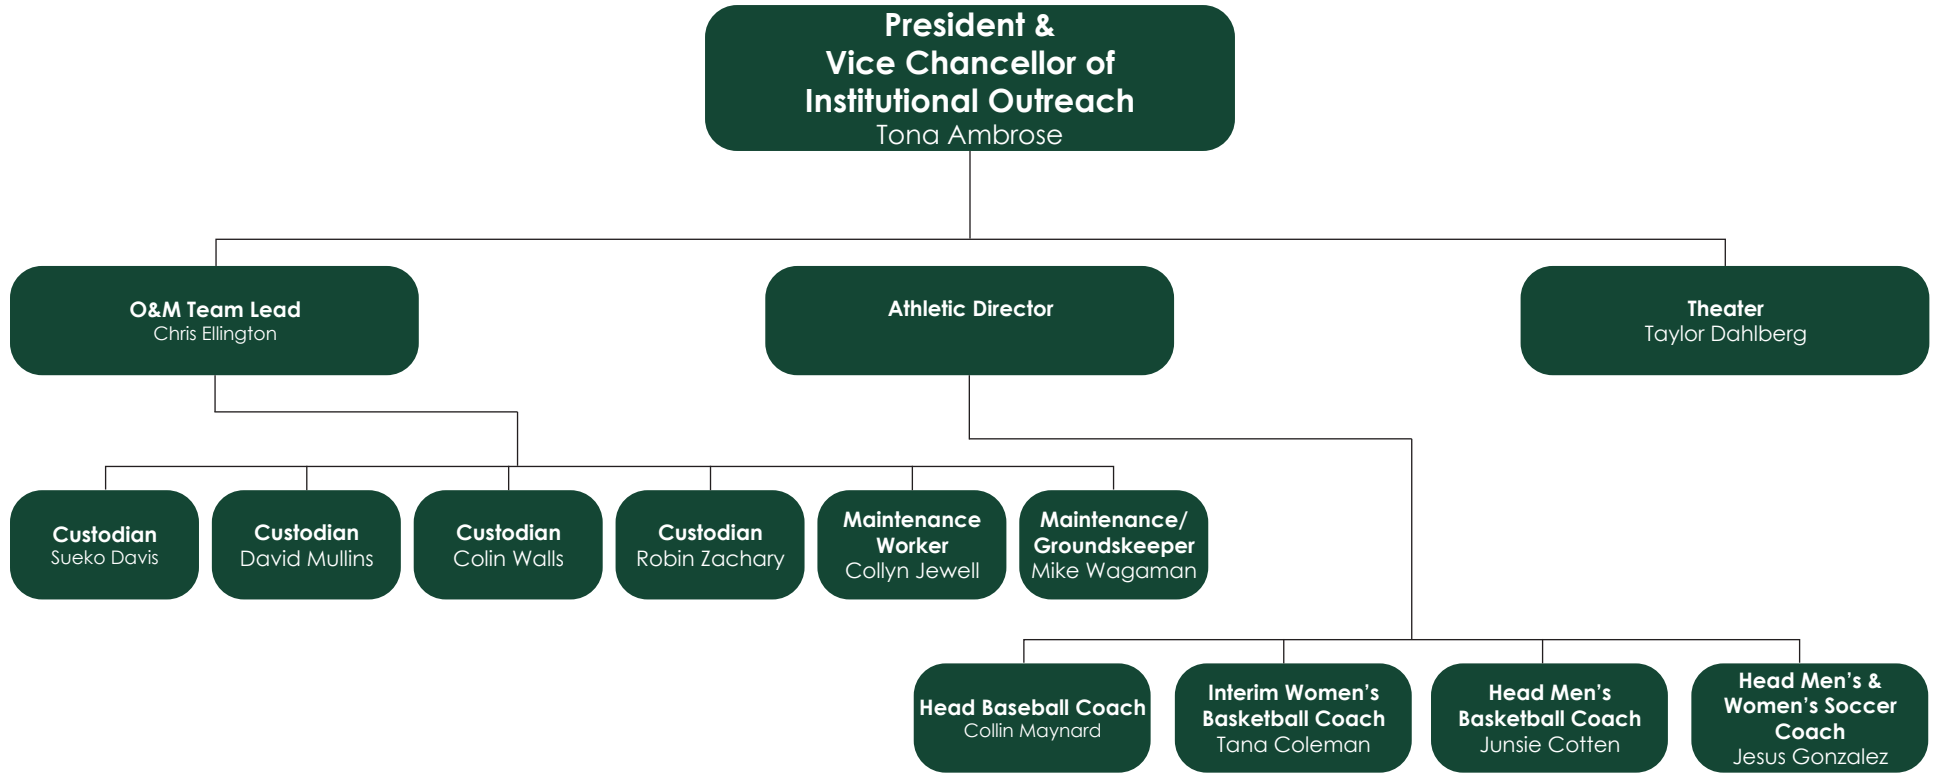 President &
Vice Chancellor of
Institutional Outreach
Tona Ambrose
O&M Team Lead
Chris Ellington
Athletic Director
Theater
Taylor Dahlberg
Custodian
Sueko Davis
Custodian
David Mullins
Custodian
Colin Walls
Custodian
Robin Zachary
Maintenance
Worker
Collyn Jewell
Maintenance/
Groundskeeper
Mike Wagaman
Head Baseball Coach
Collin Maynard
Interim Women’s
Basketball Coach
Tana Coleman
Head Men’s
Basketball Coach
Junsie Cotten
Head Men’s &
Women’s Soccer
Coach
Jesus Gonzalez